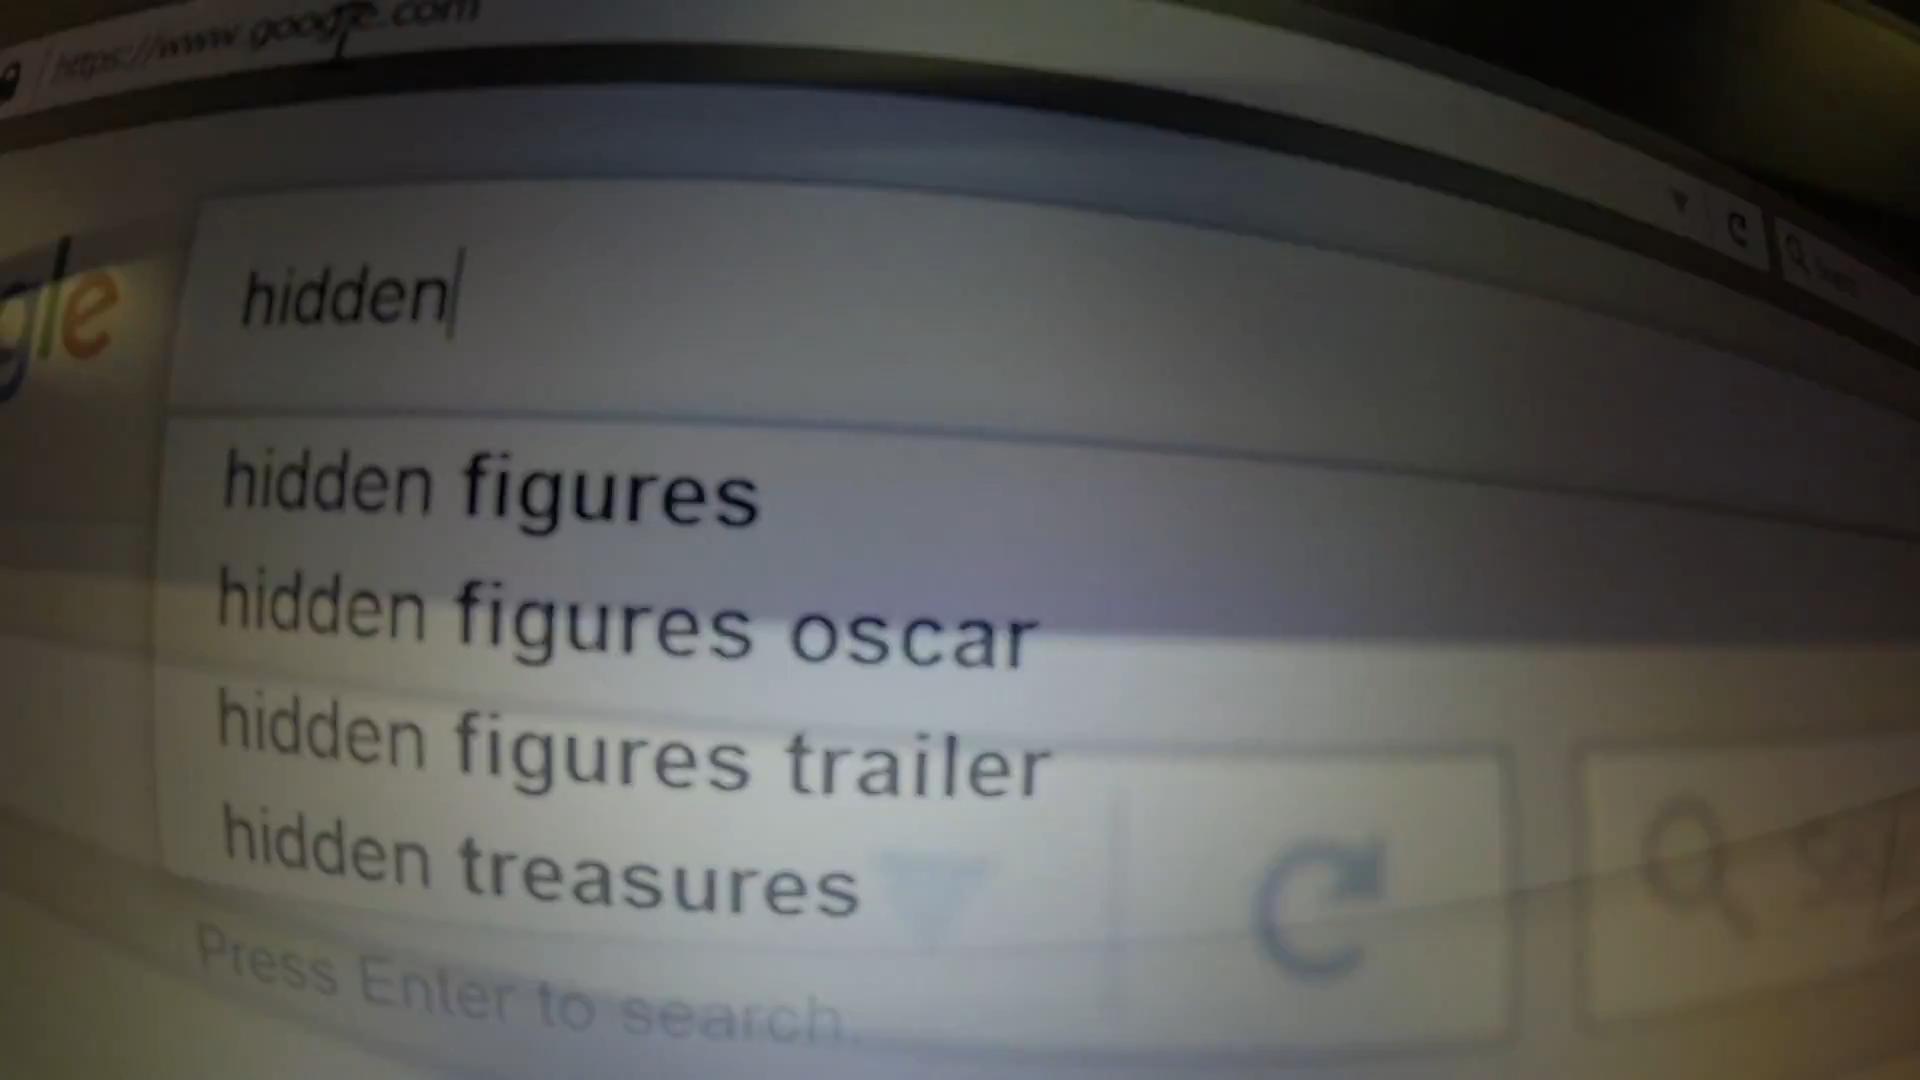 https://www.google.com
gle
hidden
hidden figures
hidden figures oscar
hidden figures trailer
hidden treasures
Press Enter to search.